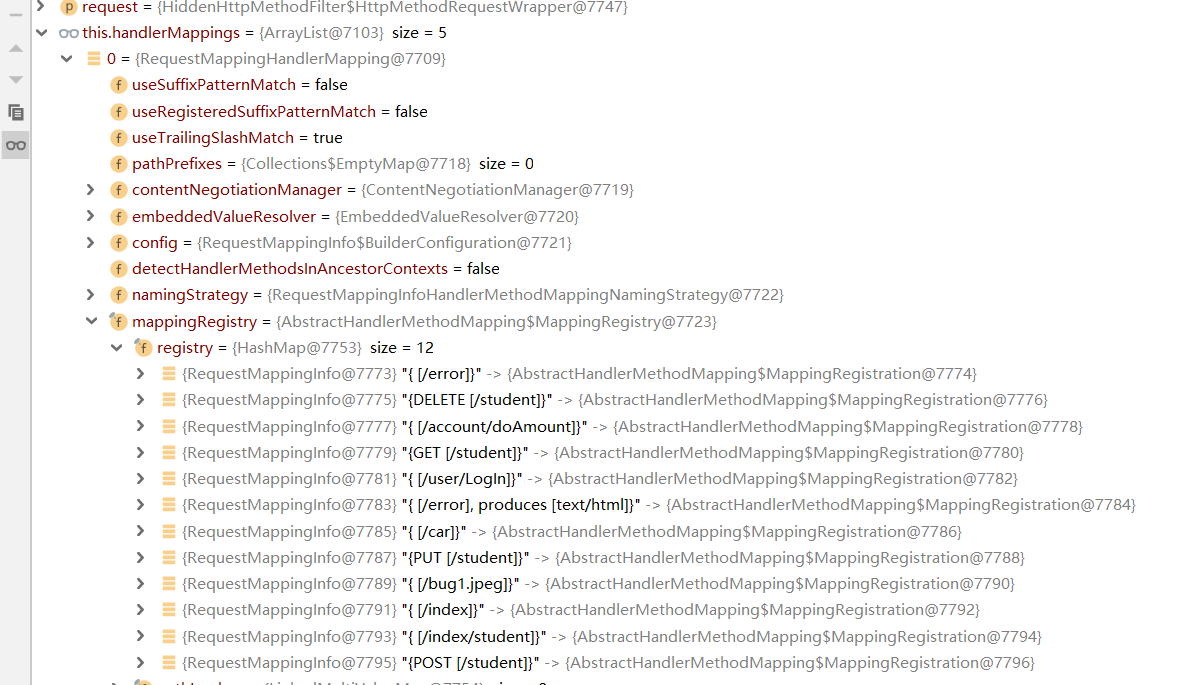 p request = {HiddenHttpMethodFilter$HttpMethodRequestWrapper@7747}
this.handlerMappings = {ArrayList@7103} size = 5
0 = {RequestMappingHandlerMapping@7709}
f useSuffixPatternMatch = false
f useRegisteredSuffixPatternMatch = false
f useTrailingSlashMatch = true
f pathPrefixes = {Collections$EmptyMap@7718} size = 0
f contentNegotiationManager = {ContentNegotiationManager@7719}
f embeddedValueResolver = {EmbeddedValueResolver@7720}
f config = {RequestMappingInfo$BuilderConfiguration@7721}
f detectHandlerMethodsInAncestorContexts = false
f namingStrategy = {RequestMappingInfoHandlerMethodMappingNamingStrategy@7722}
f mappingRegistry = {AbstractHandlerMethodMapping$MappingRegistry@7723}
f registry = {HashMap@7753} size = 12
{RequestMappingInfo@7773} "{ [/error]}" -> {AbstractHandlerMethodMapping$MappingRegistration@7774}
{RequestMappingInfo@7775} "{DELETE [/student]}" -> {AbstractHandlerMethodMapping$MappingRegistration@7776}
{RequestMappingInfo@7777} "{ [/account/doAmount]}" -> {AbstractHandlerMethodMapping$MappingRegistration@7778}
{RequestMappingInfo@7779} "{GET [/student]}" -> {AbstractHandlerMethodMapping$MappingRegistration@7780}
{RequestMappingInfo@7781} "{ [/user/LogIn]}" -> {AbstractHandlerMethodMapping$MappingRegistration@7782}
{RequestMappingInfo@7783} "{ [/error], produces [text/html]}" -> {AbstractHandlerMethodMapping$MappingRegistration@7784}
{RequestMappingInfo@7785} "{ [/car]}" -> {AbstractHandlerMethodMapping$MappingRegistration@7786}
{RequestMappingInfo@7787} "{PUT [/student]}" -> {AbstractHandlerMethodMapping$MappingRegistration@7788}
{RequestMappingInfo@7789} "{ [/bug1.jpeg]}" -> {AbstractHandlerMethodMapping$MappingRegistration@7790}
{RequestMappingInfo@7791} "{ [/index]}" -> {AbstractHandlerMethodMapping$MappingRegistration@7792}
{RequestMappingInfo@7793} "{ [/index/student]}" -> {AbstractHandlerMethodMapping$MappingRegistration@7794}
{RequestMappingInfo@7795} "{POST [/student]}" -> {AbstractHandlerMethodMapping$MappingRegistration@7796}